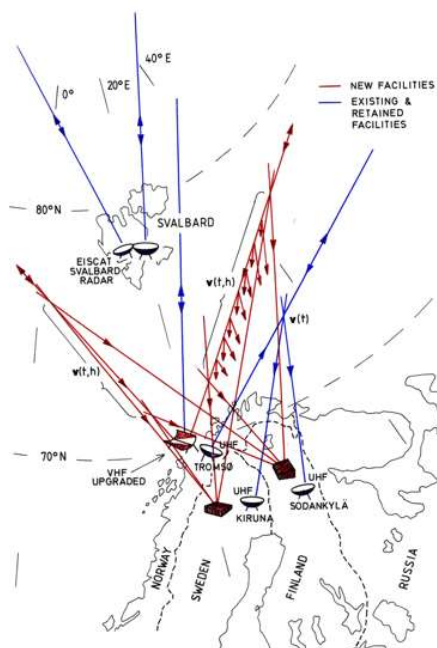 40°E
20°E
0°
NEW FACILITIES
EXISTING &
RETAINED
FACILITIES
80°N
SVALBARD
EISCAT
SVALBARD
RADAR
v(t,h)
v(t)
v(t,h)
70°N
UHF
TROMSØ
VHF
UPGRADED
UHF
KIRUNA
UHF
SODANKYLÄ
NORWAY
SWEDEN
FINLAND
RUSSIA